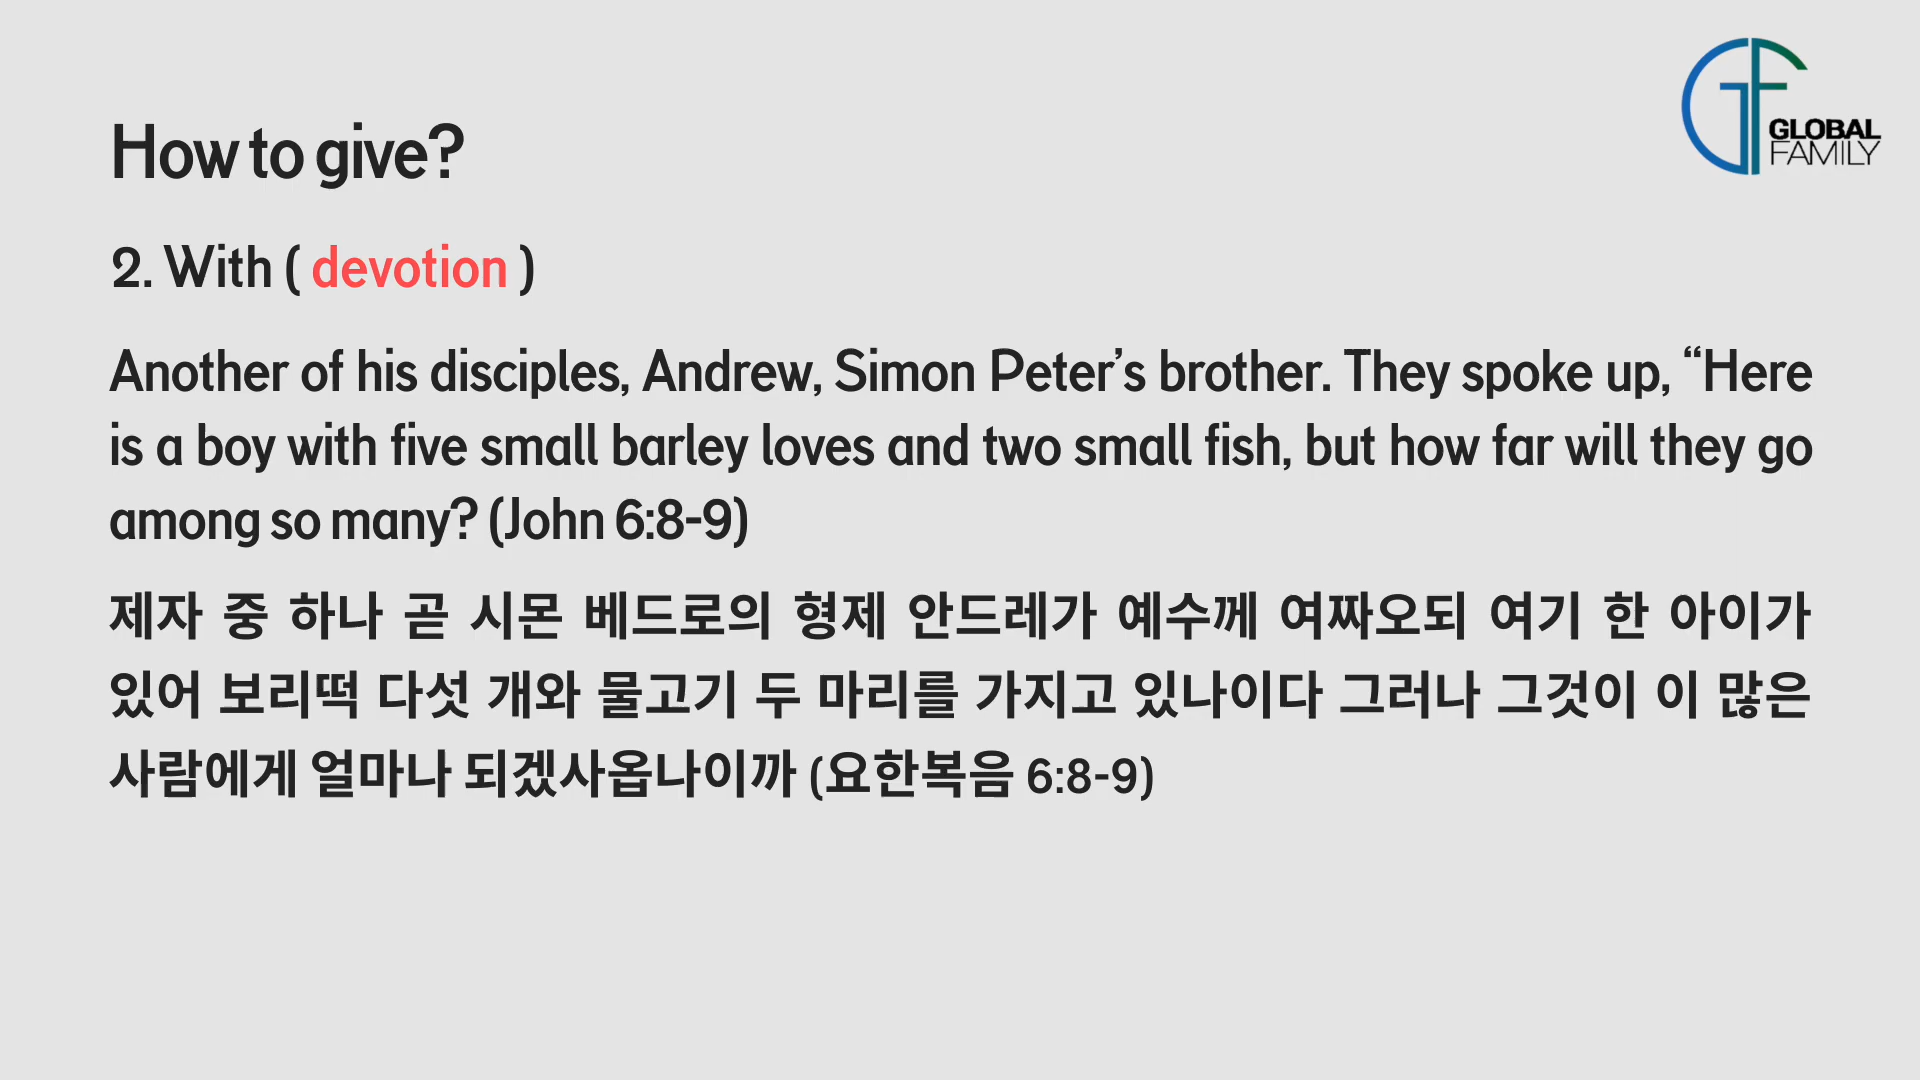 How to give?
GLOBAL
FAMILY
2. With ( devotion )
Another of his disciples, Andrew, Simon Peter’s brother. They spoke up, “Here
is a boy with five small barley loves and two small fish, but how far will they go
among so many? (John 6:8-9)
제자 중 하나 곧 시몬 베드로의 형제 안드레가 예수께 여짜오되 여기 한 아이가
있어 보리떡 다섯 개와 물고기 두 마리를 가지고 있나이다 그러나 그것이 이 많은
사람에게 얼마나 되겠사옵나이까 (요한복음 6:8-9)